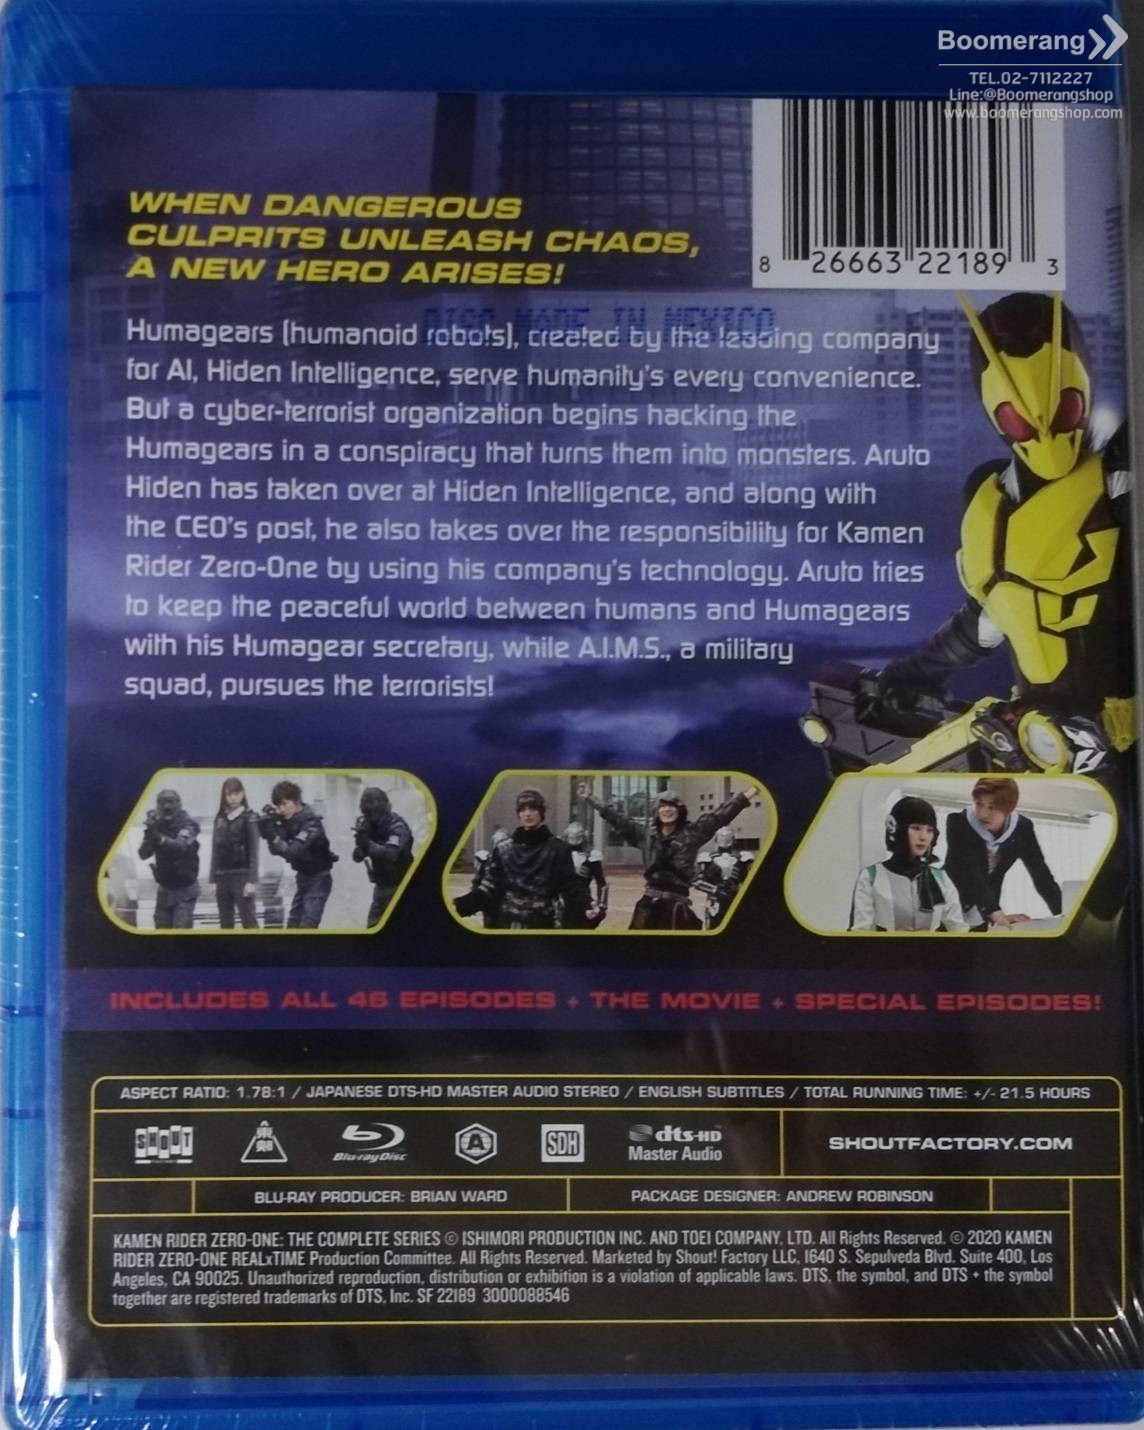 Boomerang
TEL.02-7112227
Line:@Boomerangshop
www.boomerangshop.com
8 26663 22189 3
WHEN DANGEROUS
CULPRITS UNLEASH CHAOS,
A NEW HERO ARISES!
DISC MADE IN MEXICO
Humagears (humanoid robots), created by the leading company
for AI, Hiden Intelligence, serve humanity's every convenience.
But a cyber-terrorist organization begins hacking the
Humagears in a conspiracy that turns them into monsters. Aruto
Hiden has taken over at Hiden Intelligence, and along with
the CEO's post, he also takes over the responsibility for Kamen
Rider Zero-One by using his company's technology. Aruto tries
to keep the peaceful world between humans and Humagears
with his Humagear secretary, while A.I.M.S., a military
squad, pursues the terrorists!
INCLUDES ALL 46 EPISODES + THE MOVIE + SPECIAL EPISODES!
ASPECT RATIO: 1.78:1 / JAPANESE DTS-HD MASTER AUDIO STEREO / ENGLISH SUBTITLES / TOTAL RUNNING TIME: +/- 21.5 HOURS
SHOUT
Blu-ray Disc
A
SDH
dts-HD
Master Audio
SHOUTFACTORY.COM
BLU-RAY PRODUCER: BRIAN WARD
PACKAGE DESIGNER: ANDREW ROBINSON
KAMEN RIDER ZERO-ONE: THE COMPLETE SERIES © ISHIMORI PRODUCTION INC. AND TOEI COMPANY, LTD. All Rights Reserved. © 2020 KAMEN
RIDER ZERO-ONE REALxTIME Production Committee. All Rights Reserved. Marketed by Shout! Factory LLC, 1640 S. Sepulveda Blvd. Suite 400, Los
Angeles, CA 90025. Unauthorized reproduction, distribution or exhibition is a violation of applicable laws. DTS, the symbol, and DTS + the symbol
together are registered trademarks of DTS, Inc. SF 22189 3000088546